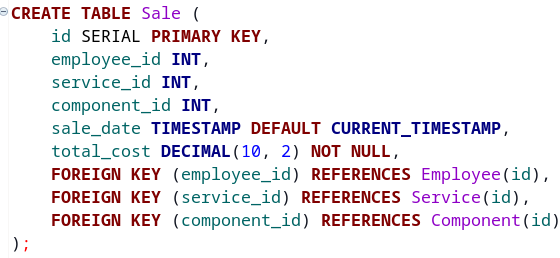 CREATE TABLE Sale (
    id SERIAL PRIMARY KEY,
    employee_id INT,
    service_id INT,
    component_id INT,
    sale_date TIMESTAMP DEFAULT CURRENT_TIMESTAMP,
    total_cost DECIMAL(10, 2) NOT NULL,
    FOREIGN KEY (employee_id) REFERENCES Employee(id),
    FOREIGN KEY (service_id) REFERENCES Service(id),
    FOREIGN KEY (component_id) REFERENCES Component(id)
);